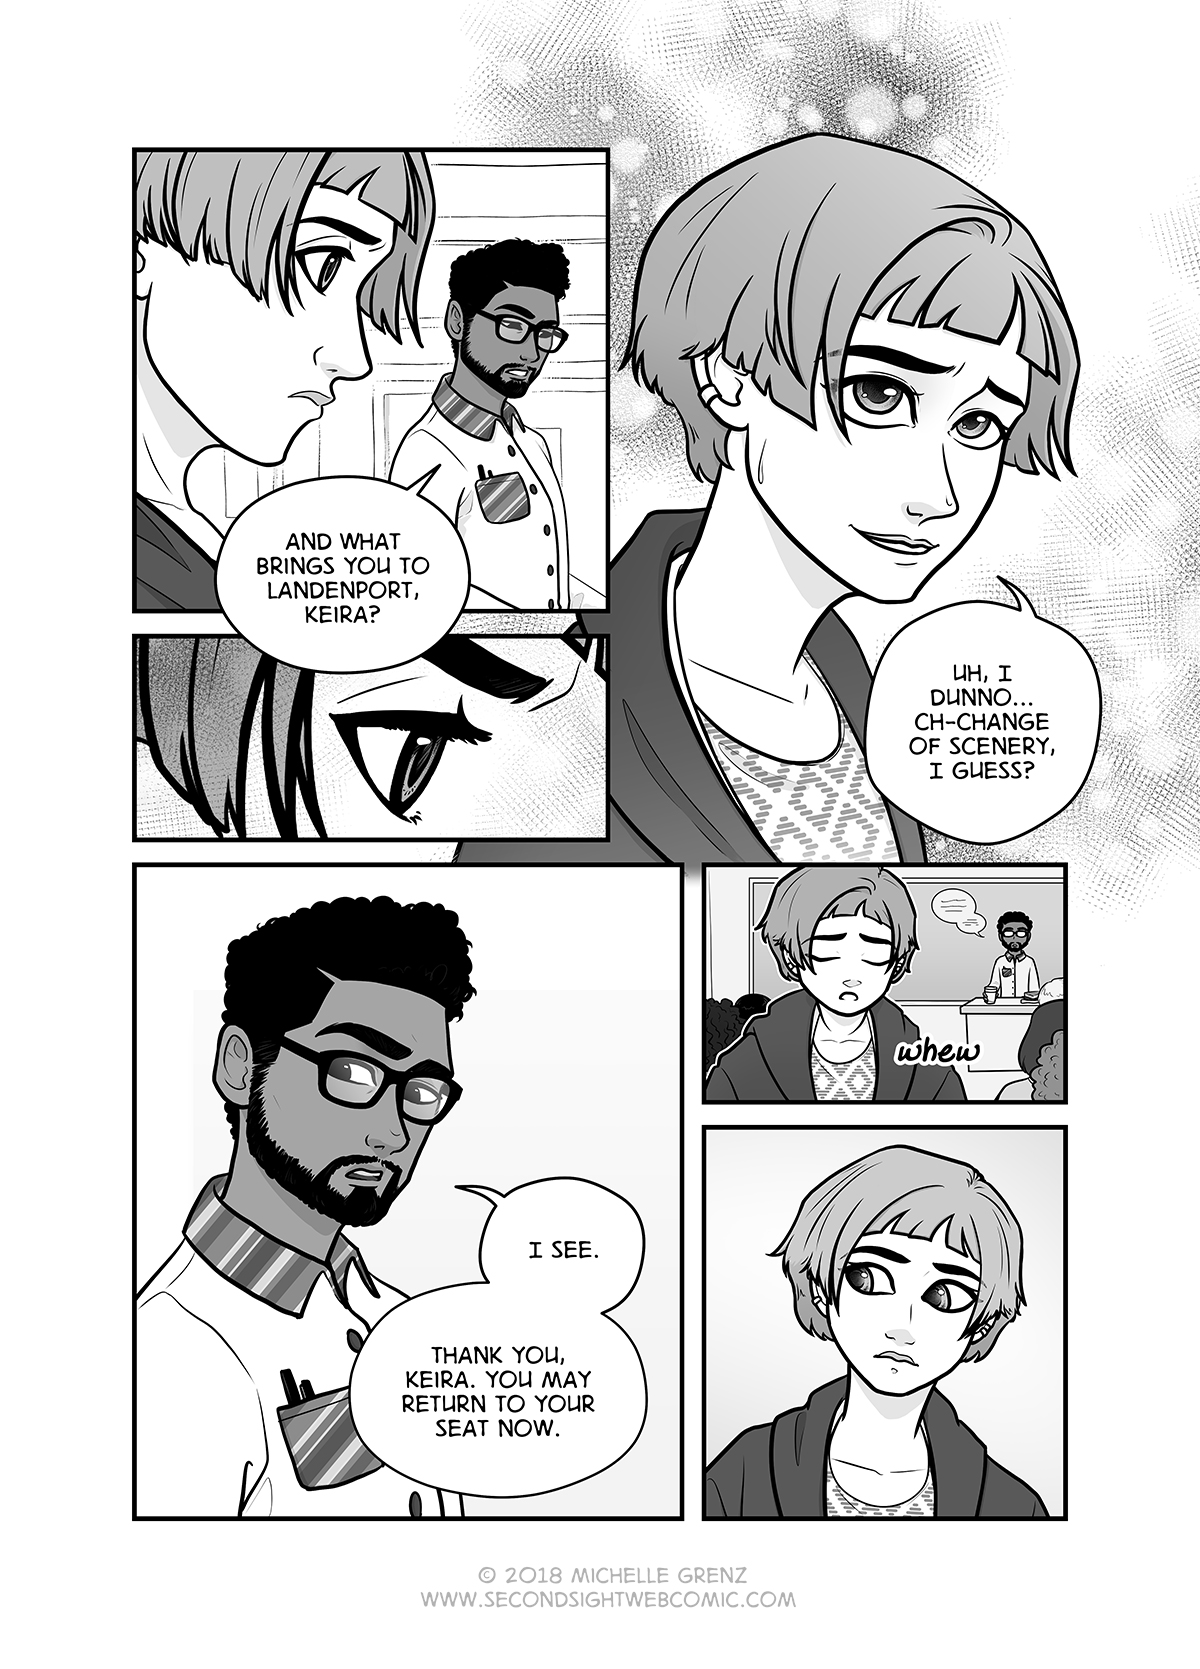 AND WHAT
BRINGS YOU TO
LANDENPORT,
KEIRA?
UH, I
DUNNO...
CH-CHANGE
OF SCENERY,
I GUESS?
I SEE.
THANK YOU,
KEIRA. YOU MAY
RETURN TO YOUR
SEAT NOW.
whew
© 2018 MICHELLE GRENZ
WWW.SECONDSIGHTWEBCOMIC.COM